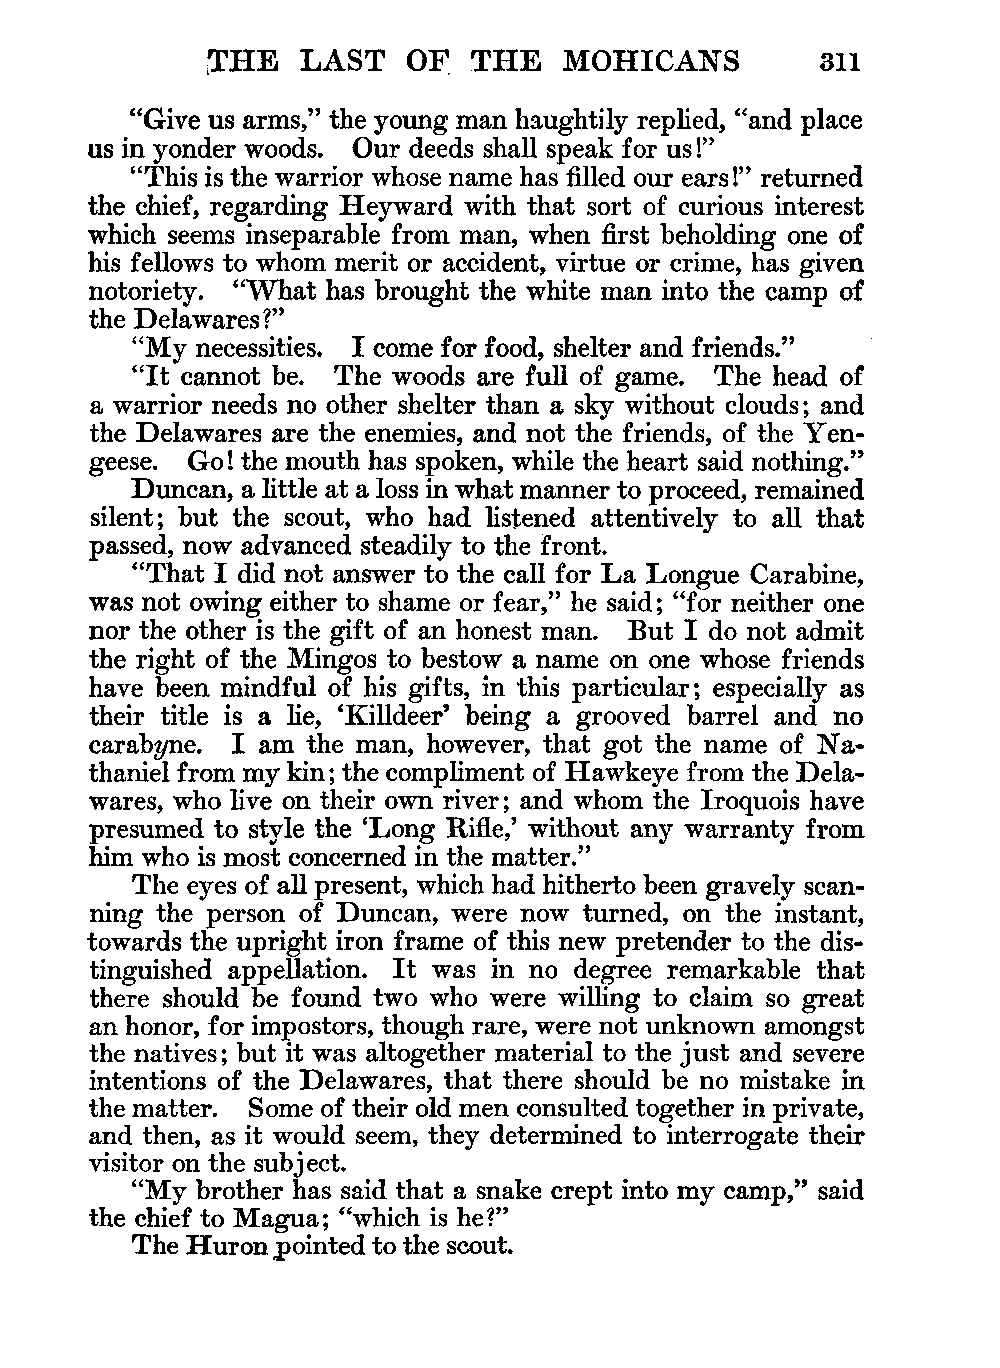 THE LAST OF THE MOHICANS 311
“Give us arms,” the young man haughtily replied, “and place
us in yonder woods. Our deeds shall speak for us!”
“This is the warrior whose name has filled our ears!” returned
the chief, regarding Heyward with that sort of curious interest
which seems inseparable from man, when first beholding one of
his fellows to whom merit or accident, virtue or crime, has given
notoriety. “What has brought the white man into the camp of
the Delawares?”
“My necessities. I come for food, shelter and friends.”
“It cannot be. The woods are full of game. The head of
a warrior needs no other shelter than a sky without clouds; and
the Delawares are the enemies, and not the friends, of the Yen-
geese. Go! the mouth has spoken, while the heart said nothing.”
Duncan, a little at a loss in what manner to proceed, remained
silent; but the scout, who had listened attentively to all that
passed, now advanced steadily to the front.
“That I did not answer to the call for La Longue Carabine,
was not owing either to shame or fear,” he said; “for neither one
nor the other is the gift of an honest man. But I do not admit
the right of the Mingos to bestow a name on one whose friends
have been mindful of his gifts, in this particular; especially as
their title is a lie, ‘Killdeer’ being a grooved barrel and no
carabyne. I am the man, however, that got the name of Na-
thaniel from my kin; the compliment of Hawkeye from the Dela-
wares, who live on their own river; and whom the Iroquois have
presumed to style the ‘Long Rifle,’ without any warranty from
him who is most concerned in the matter.”
The eyes of all present, which had hitherto been gravely scan-
ning the person of Duncan, were now turned, on the instant,
towards the upright iron frame of this new pretender to the dis-
tinguished appellation. It was in no degree remarkable that
there should be found two who were willing to claim so great
an honor, for impostors, though rare, were not unknown amongst
the natives; but it was altogether material to the just and severe
intentions of the Delawares, that there should be no mistake in
the matter. Some of their old men consulted together in private,
and then, as it would seem, they determined to interrogate their
visitor on the subject.
“My brother has said that a snake crept into my camp,” said
the chief to Magua; “which is he?”
The Huron pointed to the scout.